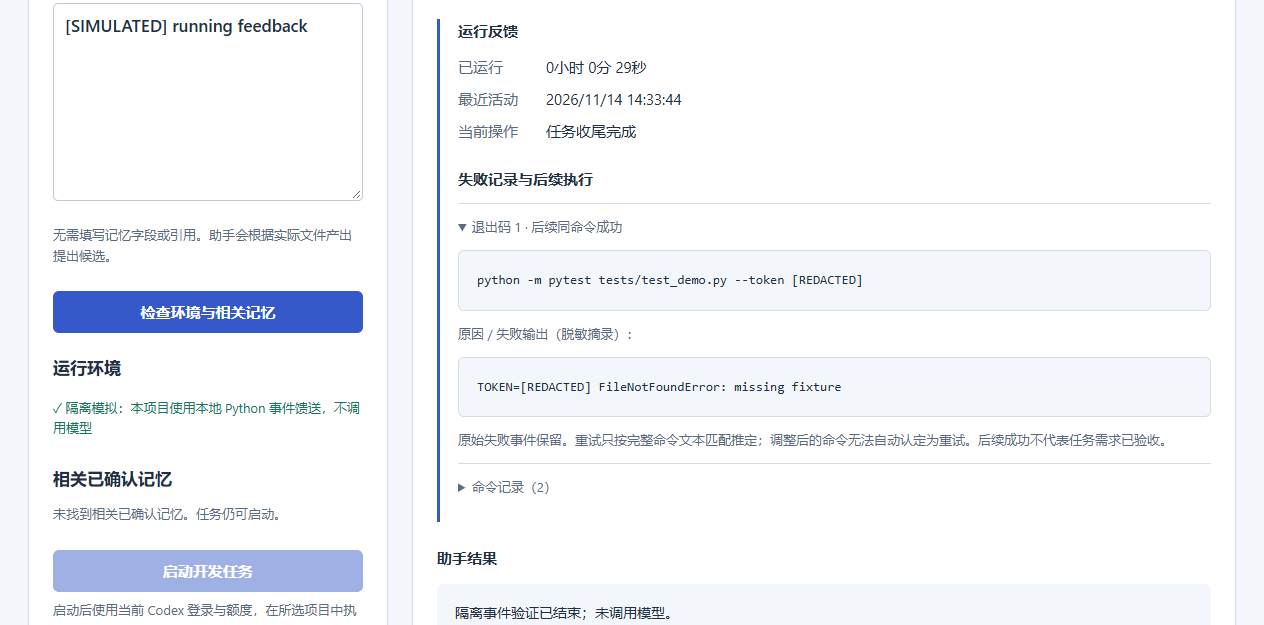 [SIMULATED] running feedback
无需填写记忆字段或引用。助手会根据实际文件产出
提出候选。
检查环境与相关记忆
运行环境
✓ 隔离模拟：本项目使用本地 Python 事件馈送，不调
用模型
相关已确认记忆
未找到相关已确认记忆。任务仍可启动。
启动开发任务
启动后使用当前 Codex 登录与额度，在所选项目中执
运行反馈
已运行 0小时 0分 29秒
最近活动 2026/11/14 14:33:44
当前操作 任务收尾完成
失败记录与后续执行
▼ 退出码 1 · 后续同命令成功
python -m pytest tests/test_demo.py --token [REDACTED]
原因 / 失败输出（脱敏摘录）：
TOKEN=[REDACTED] FileNotFoundError: missing fixture
原始失败事件保留。重试只按完整命令文本匹配推定；调整后的命令无法自动认定为重试。后续成功不代表任务需求已验收。
▶ 命令记录（2）
助手结果
隔离事件验证已结束；未调用模型。